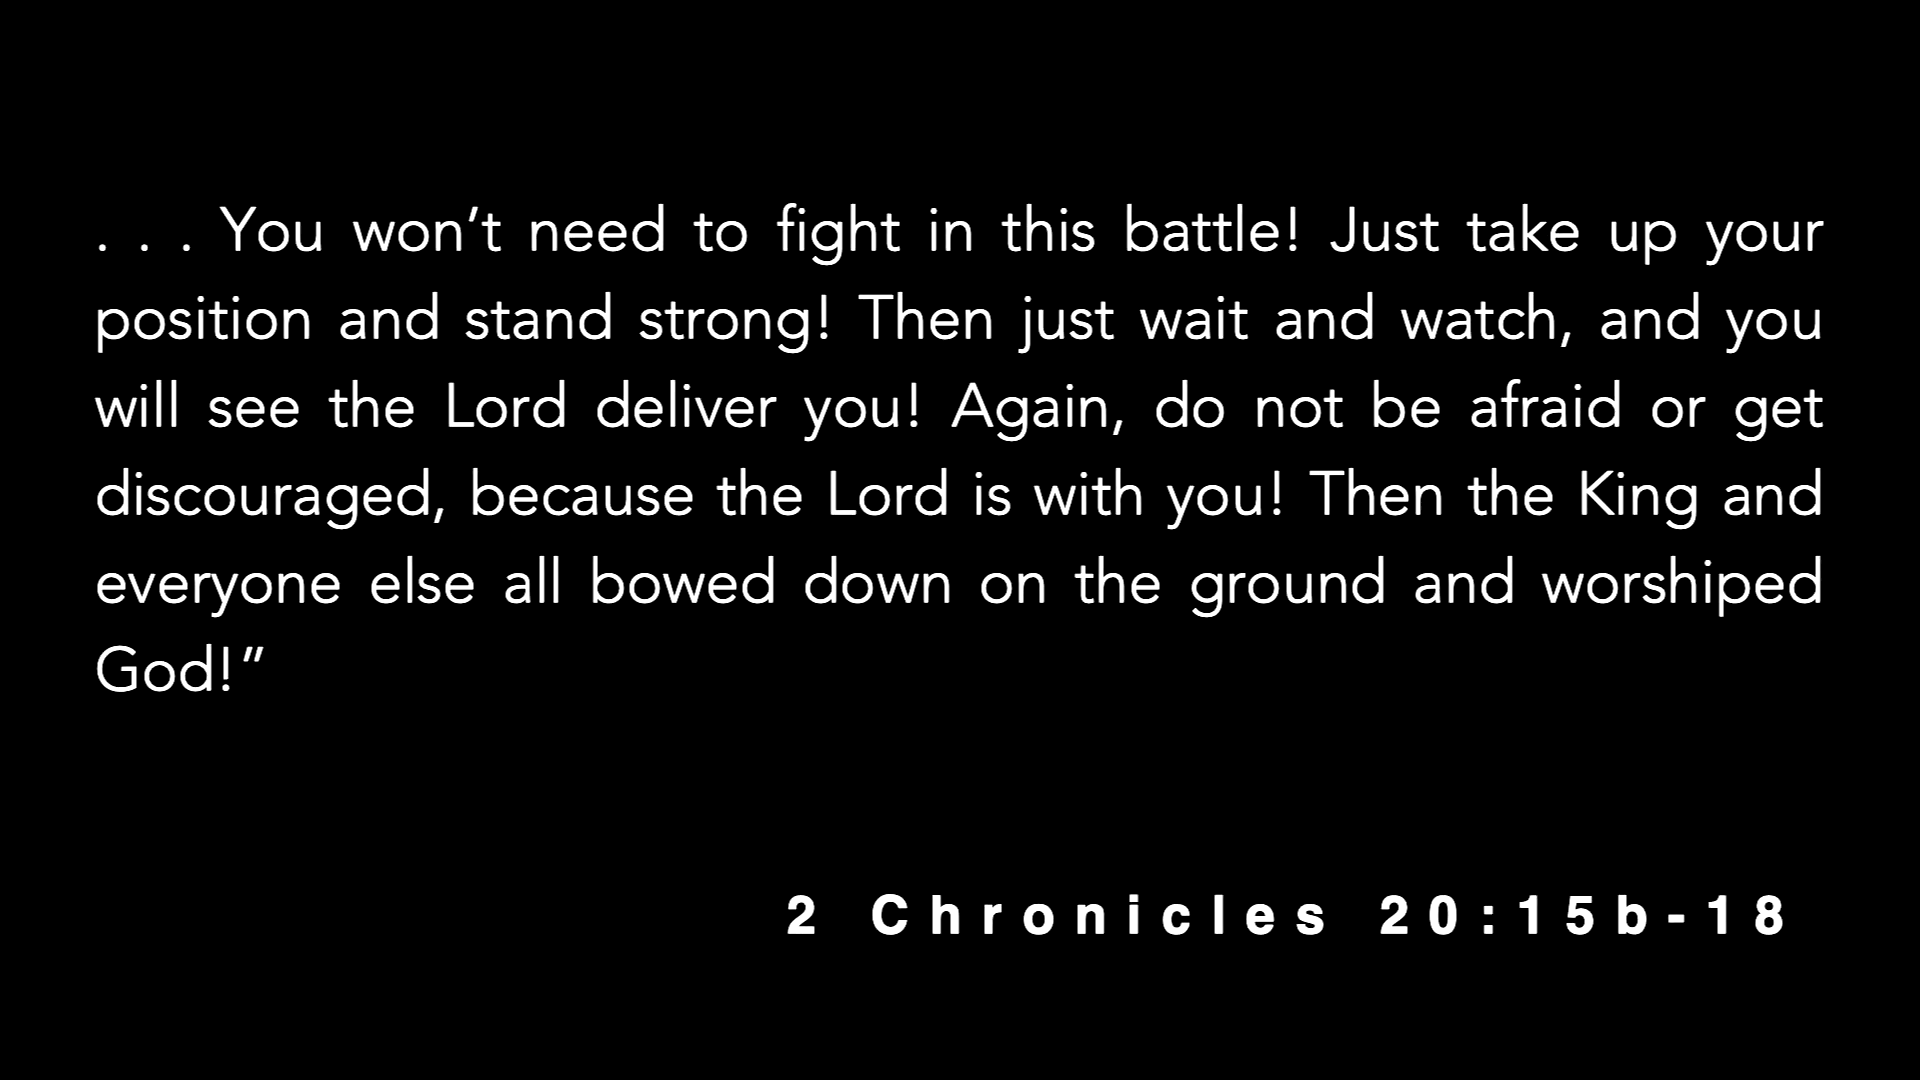 . . . You won’t need to fight in this battle! Just take up your
position and stand strong! Then just wait and watch, and you
will see the Lord deliver you! Again, do not be afraid or get
discouraged, because the Lord is with you! Then the King and
everyone else all bowed down on the ground and worshiped
God!”
2 Chronicles 20:15b-18